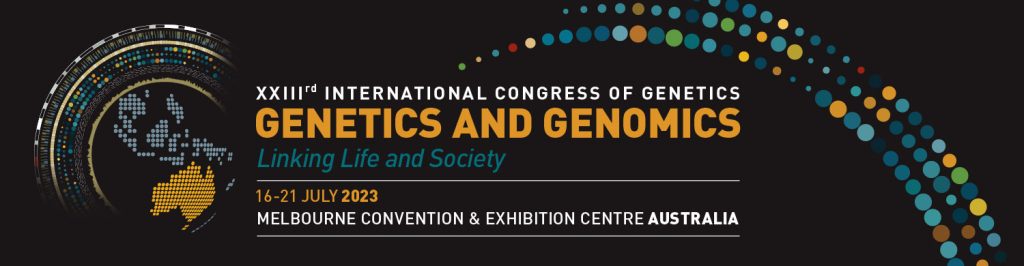 XXIIIrd INTERNATIONAL CONGRESS OF GENETICS
GENETICS AND GENOMICS
Linking Life and Society
16-21 JULY 2023
MELBOURNE CONVENTION & EXHIBITION CENTRE AUSTRALIA